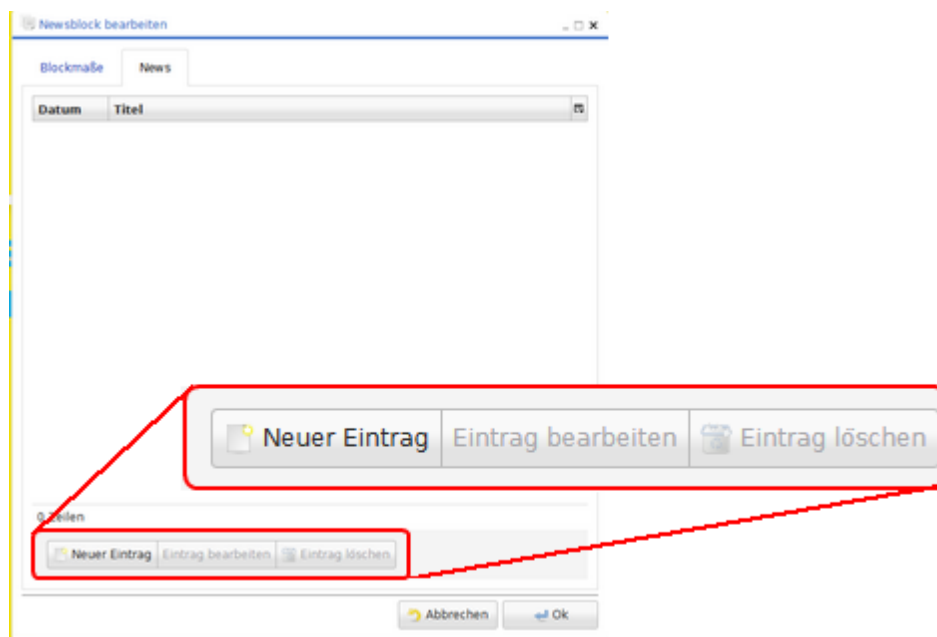 Newsblock bearbeiten
Blockmaße News
Datum Titel
Neuer Eintrag Eintrag bearbeiten Eintrag löschen
0 Zeilen
Neuer Eintrag Eintrag bearbeiten Eintrag löschen
Abbrechen Ok